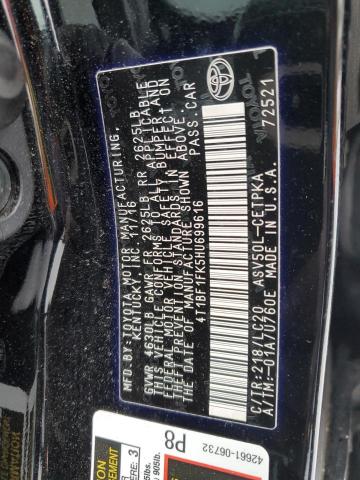 MFD.BY:TOYOTA MOTOR MANUFACTURING,
KENTUCKY, INC. 11/16
GVWR 4630LB GAWR FR 2625LB RR 2625LB
THIS VEHICLE CONFORMS TO ALL APPLICABLE
FEDERAL MOTOR VEHICLE SAFETY, BUMPER AND
THEFT PREVENTION STANDARDS IN EFFECT ON
THE DATE OF MANUFACTURE SHOWN ABOVE.
4T1BF1FK5HU699616 PASS.CAR
TOYOTA
C/TR:218/LC20 ASV50L-CETPKA
A/TM:-01A/U760E MADE IN U.S.A. 72521
42661-06732
P8
ERE: 3